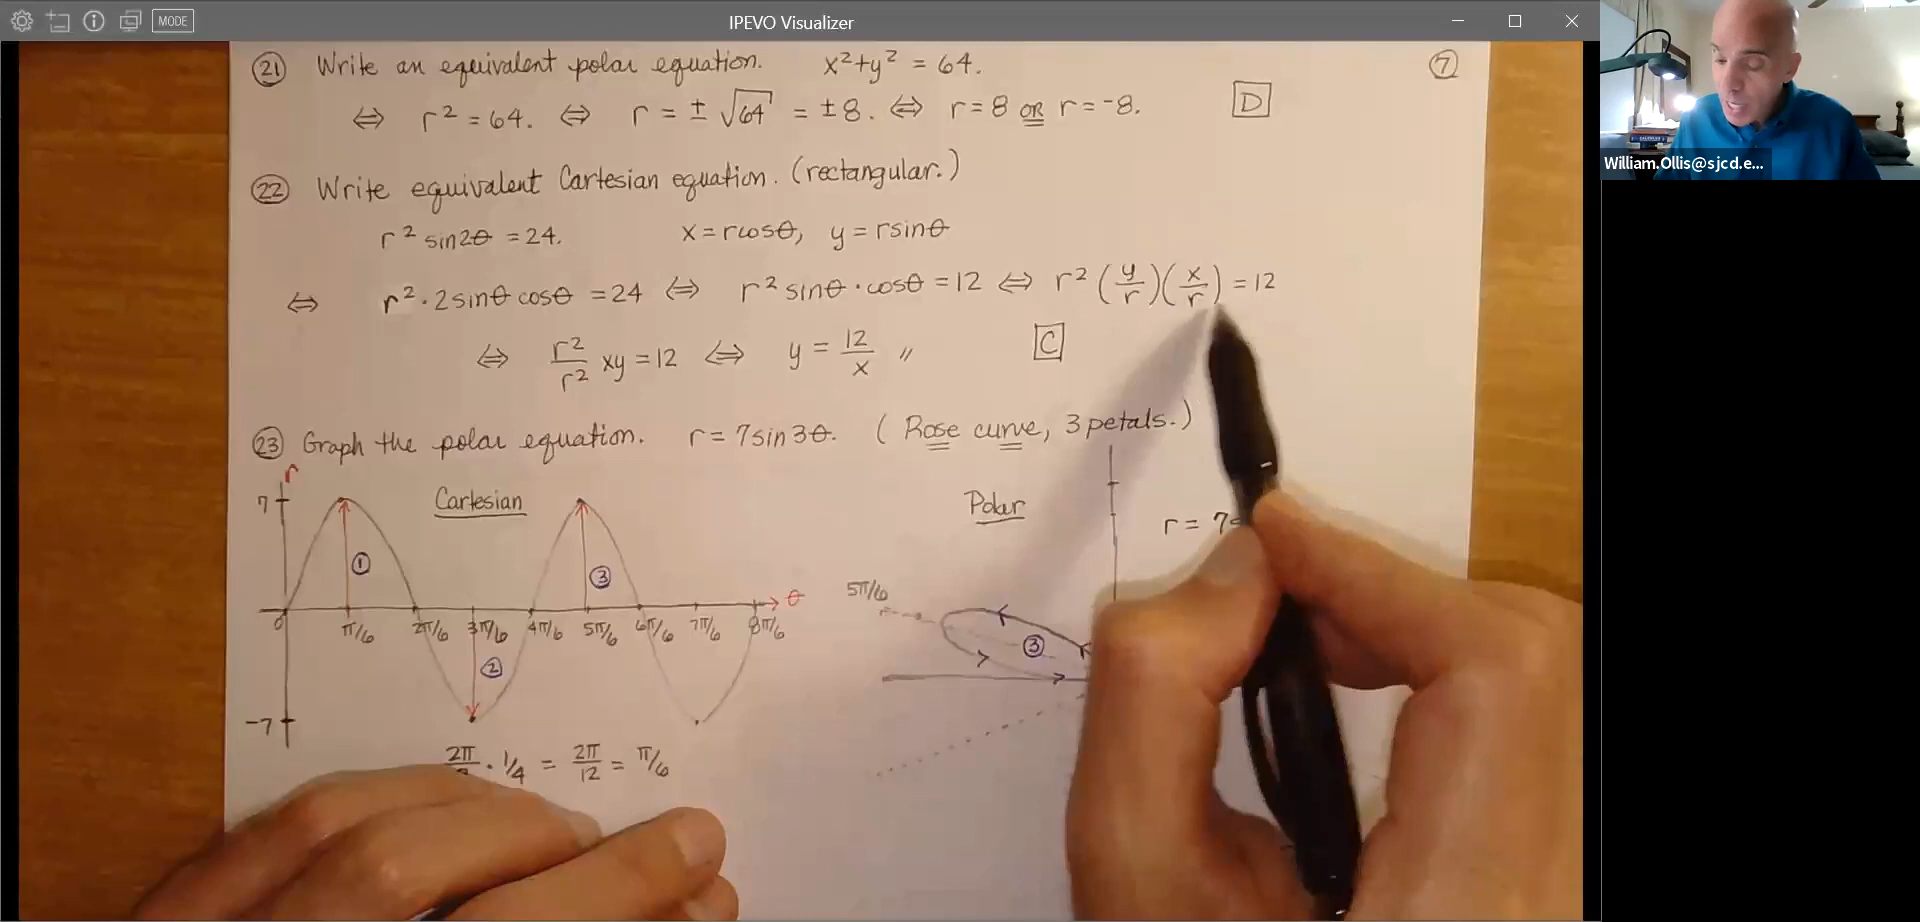 MODE
IPEVO Visualizer
William.Ollis@sjcd.e...
㉑ Write an equivalent polar equation. x²+y² = 64. ⑦
⇔ r² = 64. ⇔ r = ± √64 = ±8. ⇔ r = 8 OR r = -8. D
㉒ Write equivalent Cartesian equation. (rectangular.)
r² sin2θ = 24. x = rcosθ, y = rsinθ
⇔ r² · 2sinθ cosθ = 24 ⇔ r² sinθ · cosθ = 12 ⇔ r² (y/r)(x/r) = 12
⇔ r²/r² xy = 12 ⇔ y = 12/x // C
㉓ Graph the polar equation. r = 7sin3θ. (Rose curve, 3 petals.)
r
7 Cartesian Polar
r = 7
① ③
5π/6
θ
0 π/6 2π/6 3π/6 4π/6 5π/6 6π/6 7π/6 8π/6
② ③
-7
2π · 1/4 = 2π/12 = π/6